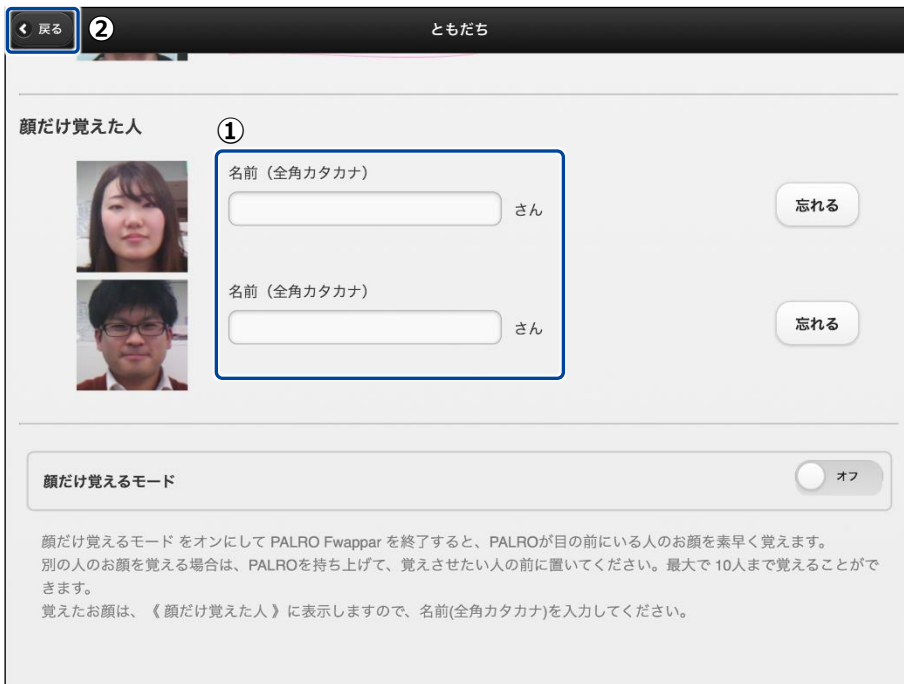 戻る
②
ともだち
顔だけ覚えた人
①
名前（全角カタカナ）
さん
忘れる
名前（全角カタカナ）
さん
忘れる
顔だけ覚えるモード
オフ
顔だけ覚えるモード をオンにして PALRO Fwappar を終了すると、PALROが目の前にいる人のお顔を素早く覚えます。
別の人のお顔を覚える場合は、PALROを持ち上げて、覚えさせたい人の前に置いてください。最大で 10人まで覚えることがで
きます。
覚えたお顔は、《 顔だけ覚えた人 》に表示しますので、名前(全角カタカナ)を入力してください。